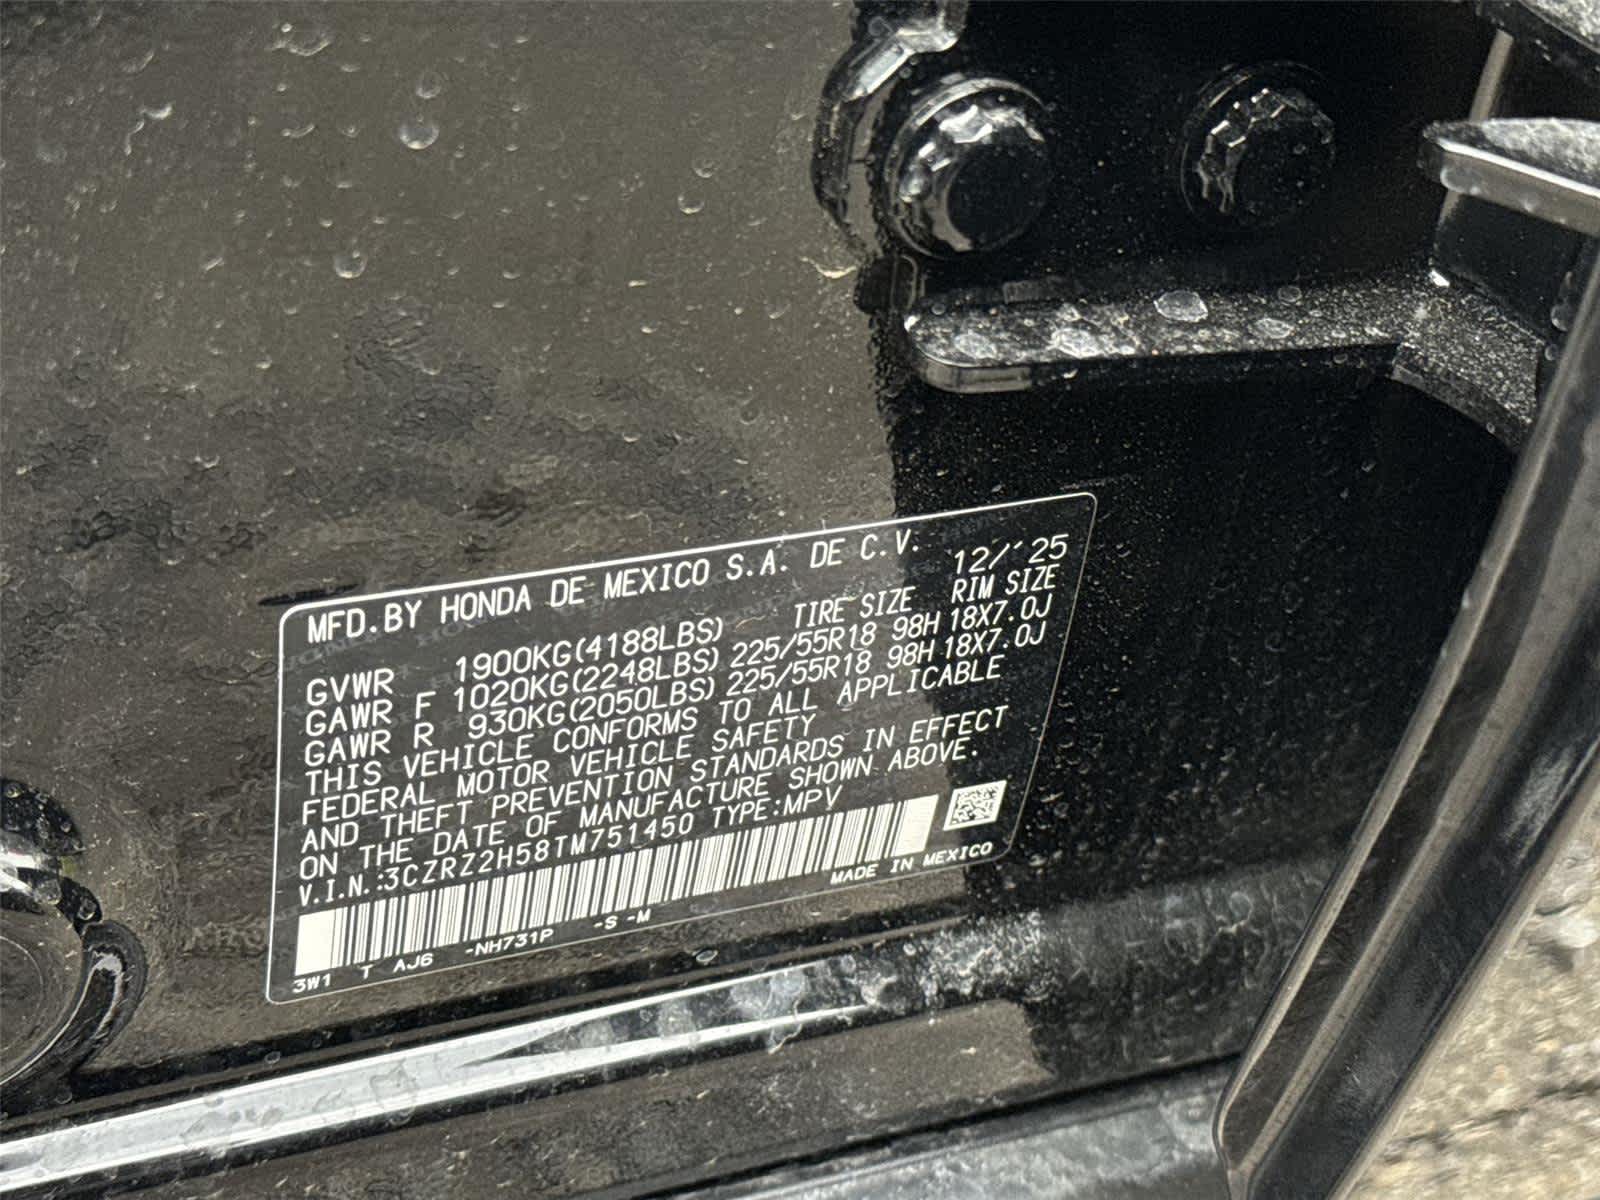 MFD.BY HONDA DE MEXICO S.A. DE C.V. 12/'25
TIRE SIZE RIM SIZE
GVWR 1900KG(4188LBS)
GAWR F 1020KG(2248LBS) 225/55R18 98H 18X7.0J
GAWR R 930KG(2050LBS) 225/55R18 98H 18X7.0J
THIS VEHICLE CONFORMS TO ALL APPLICABLE
FEDERAL MOTOR VEHICLE SAFETY
AND THEFT PREVENTION STANDARDS IN EFFECT
ON THE DATE OF MANUFACTURE SHOWN ABOVE.
V.I.N.:3CZRZ2H58TM751450 TYPE:MPV
MADE IN MEXICO
3W1 T AJ6 -NH731P -S -M